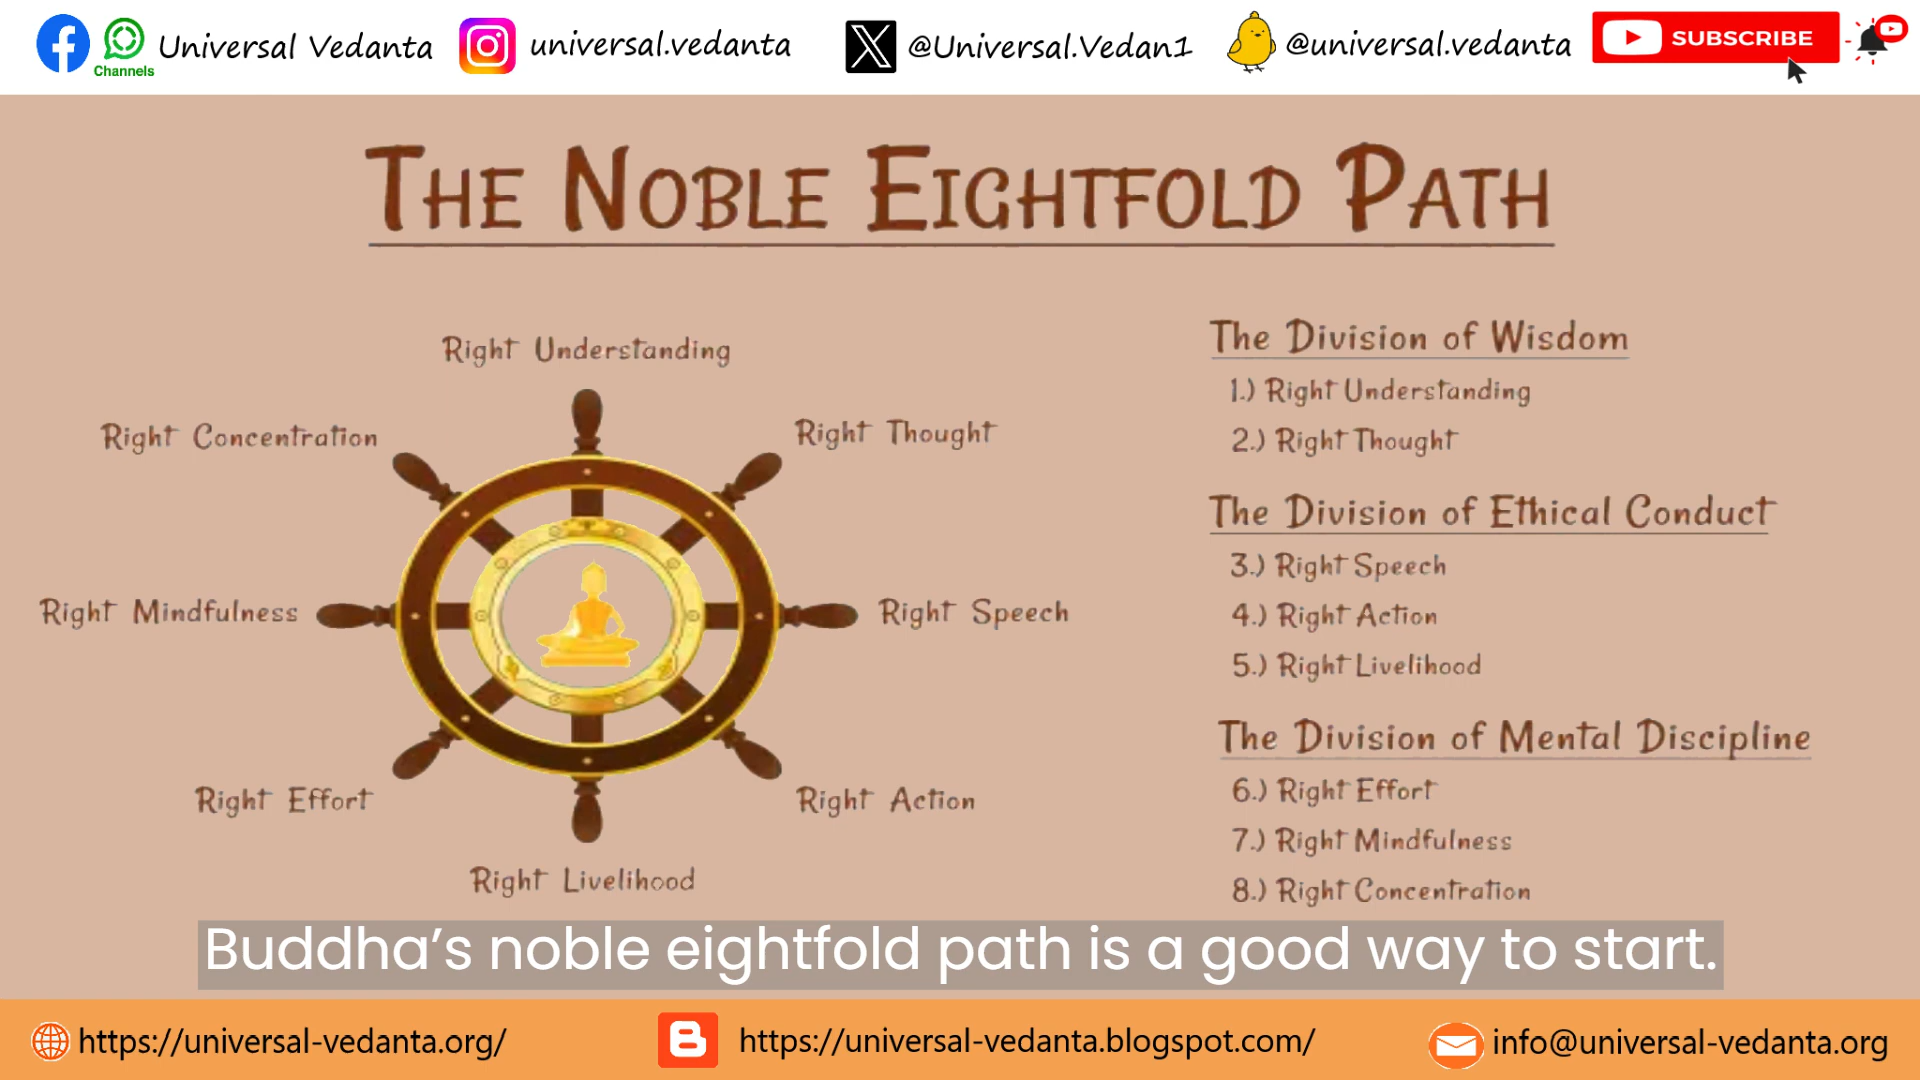 Universal Vedanta
Channels
universal.vedanta
@Universal.Vedan1
@universal.vedanta
SUBSCRIBE
THE NOBLE EIGHTFOLD PATH
Right Understanding
Right Concentration
Right Thought
Right Mindfulness
Right Speech
Right Effort
Right Action
Right Livelihood
The Division of Wisdom
1.) Right Understanding
2.) Right Thought
The Division of Ethical Conduct
3.) Right Speech
4.) Right Action
5.) Right Livelihood
The Division of Mental Discipline
6.) Right Effort
7.) Right Mindfulness
8.) Right Concentration
Buddha’s noble eightfold path is a good way to start.
https://universal-vedanta.org/
https://universal-vedanta.blogspot.com/
info@universal-vedanta.org